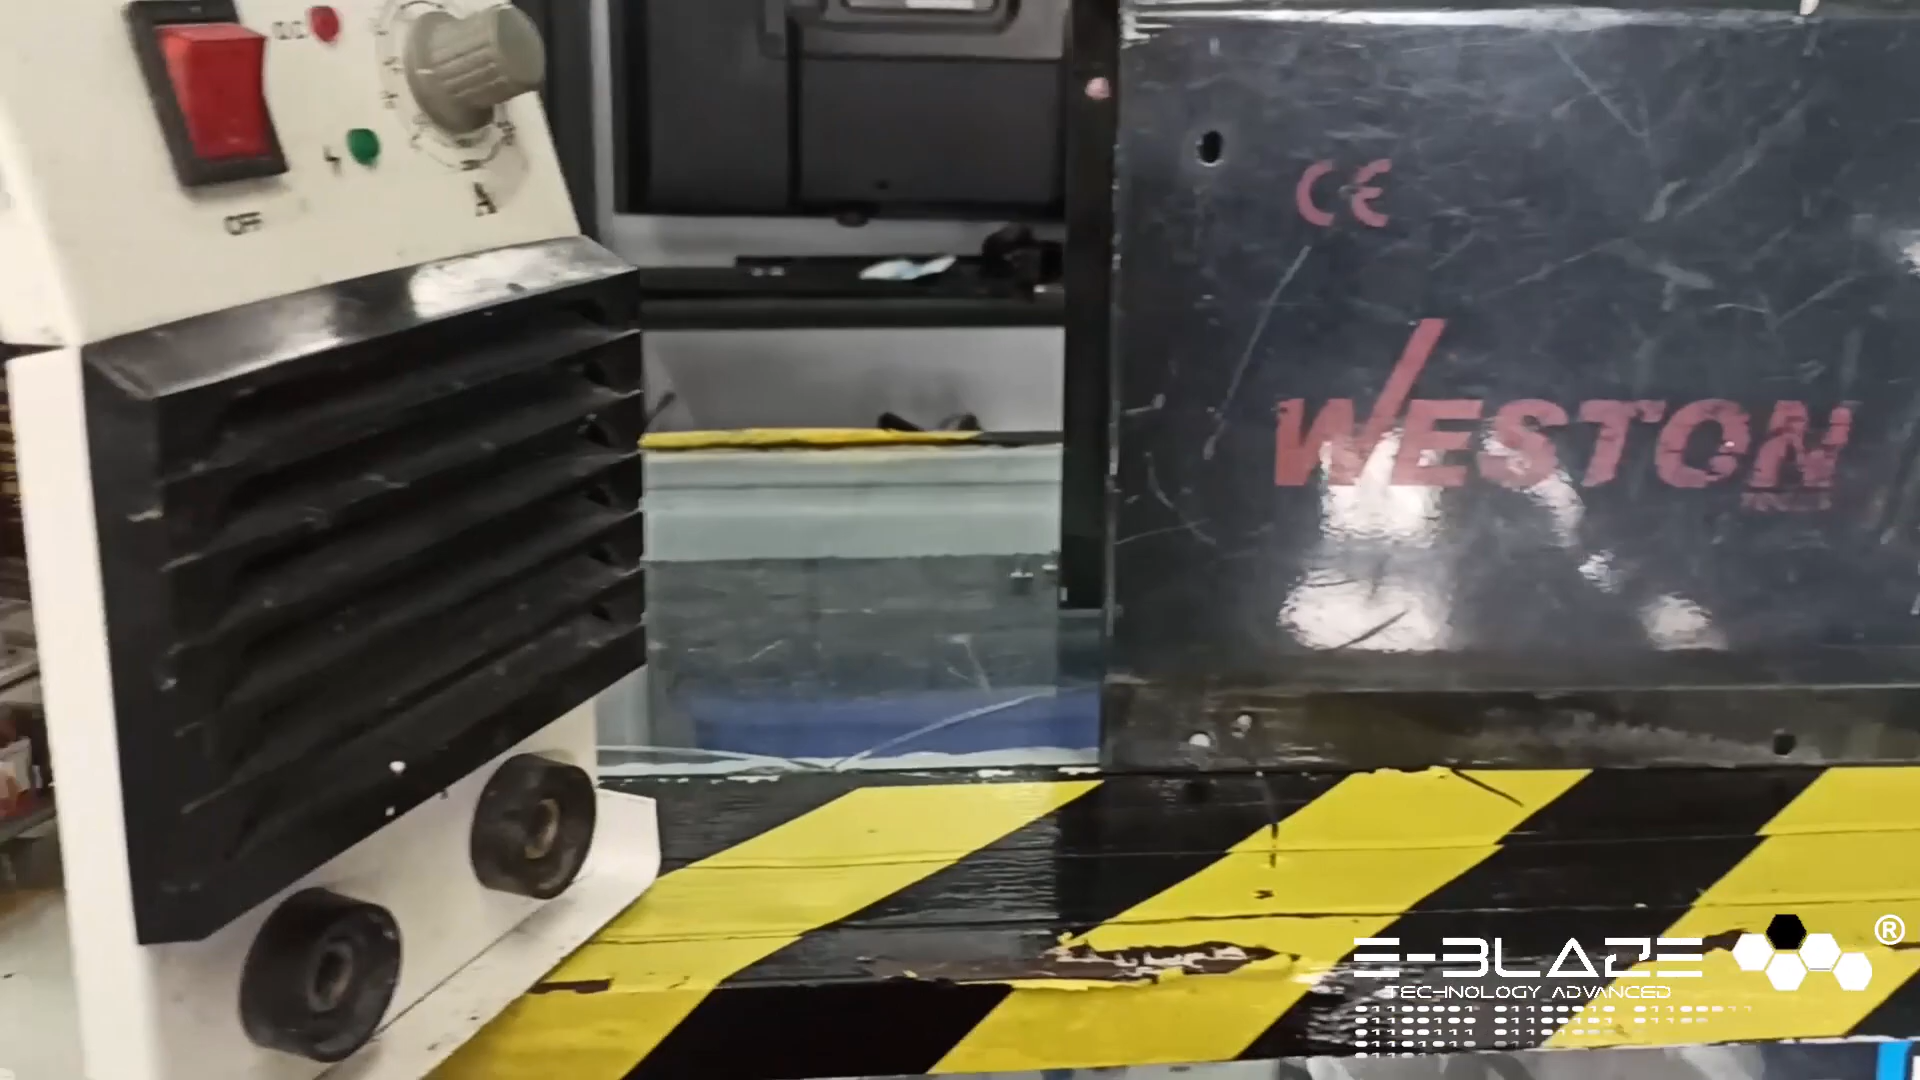 OFF
A
CE
WESTON
E-BLAZE ®
TECHNOLOGY ADVANCED